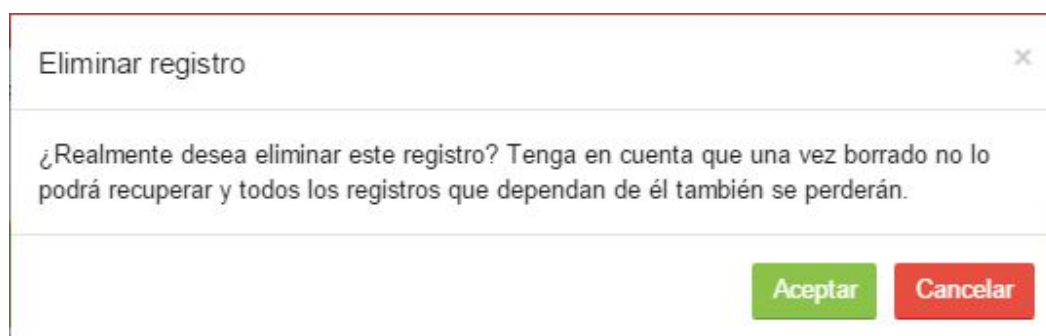 Eliminar registro
×
¿Realmente desea eliminar este registro? Tenga en cuenta que una vez borrado no lo
podrá recuperar y todos los registros que dependan de él también se perderán.
Aceptar Cancelar